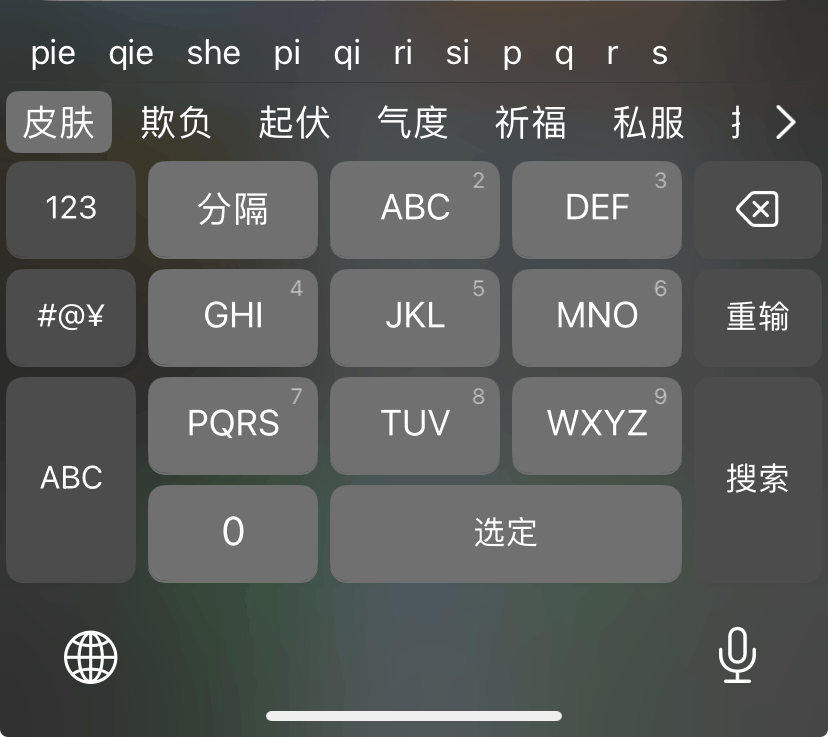 pie qie she pi qi ri si p q r s
皮肤 欺负 起伏 气度 祈福 私服
123 分隔 ABC 2 DEF 3
#@¥ GHI 4 JKL 5 MNO 6 重输
PQRS 7 TUV 8 WXYZ 9
ABC 搜索
0 选定